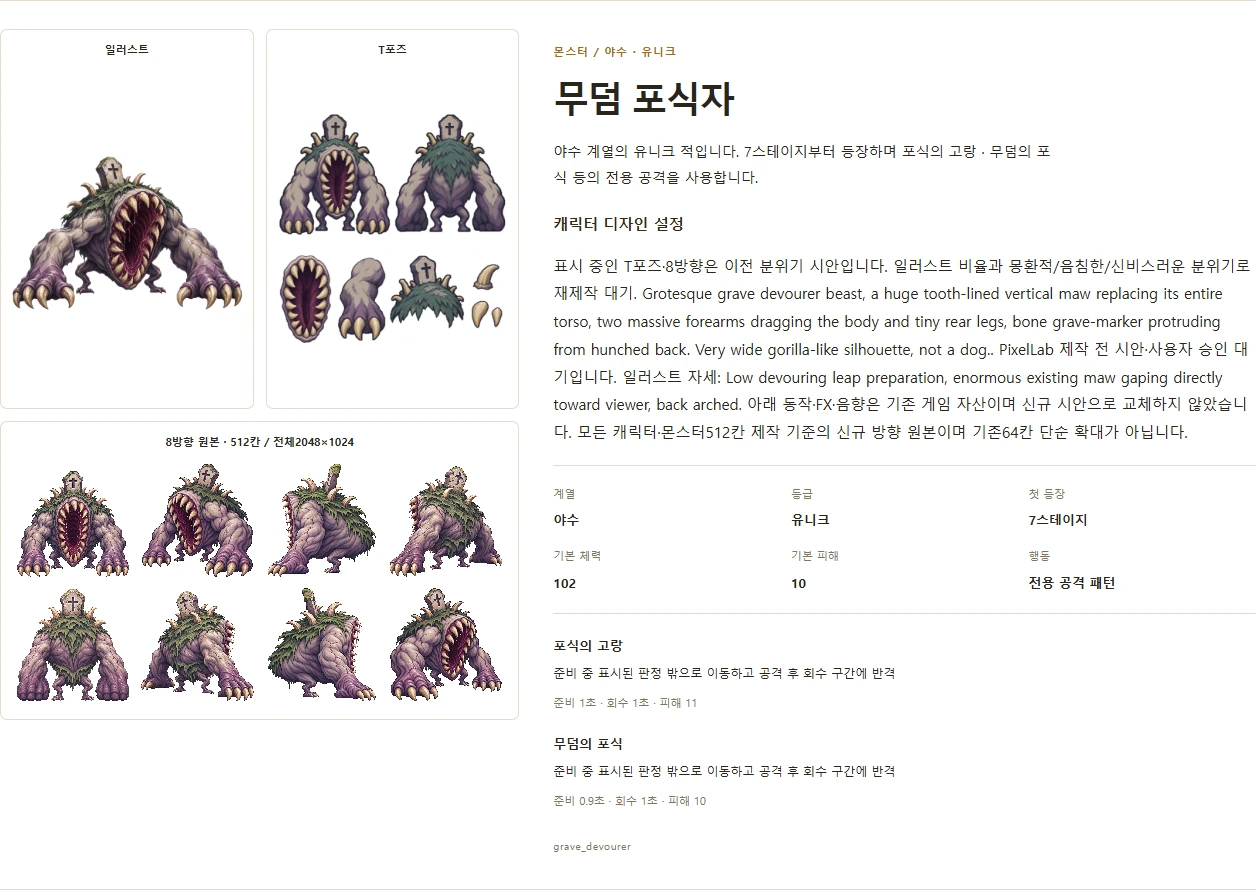 일러스트
T포즈
8방향 원본 · 512칸 / 전체2048×1024
몬스터 / 야수 · 유니크
무덤 포식자
야수 계열의 유니크 적입니다. 7스테이지부터 등장하며 포식의 고랑 · 무덤의 포
식 등의 전용 공격을 사용합니다.
캐릭터 디자인 설정
표시 중인 T포즈·8방향은 이전 분위기 시안입니다. 일러스트 비율과 몽환적/음침한/신비스러운 분위기로
재제작 대기. Grotesque grave devourer beast, a huge tooth-lined vertical maw replacing its entire
torso, two massive forearms dragging the body and tiny rear legs, bone grave-marker protruding
from hunched back. Very wide gorilla-like silhouette, not a dog.. PixelLab 제작 전 시안·사용자 승인 대
기입니다. 일러스트 자세: Low devouring leap preparation, enormous existing maw gaping directly
toward viewer, back arched. 아래 동작·FX·음향은 기존 게임 자산이며 신규 시안으로 교체하지 않았습니
다. 모든 캐릭터·몬스터512칸 제작 기준의 신규 방향 원본이며 기존64칸 단순 확대가 아닙니다.
계열
등급
첫 등장
야수
유니크
7스테이지
기본 체력
기본 피해
행동
102
10
전용 공격 패턴
포식의 고랑
준비 중 표시된 판정 밖으로 이동하고 공격 후 회수 구간에 반격
준비 1초 · 회수 1초 · 피해 11
무덤의 포식
준비 중 표시된 판정 밖으로 이동하고 공격 후 회수 구간에 반격
준비 0.9초 · 회수 1초 · 피해 10
grave_devourer